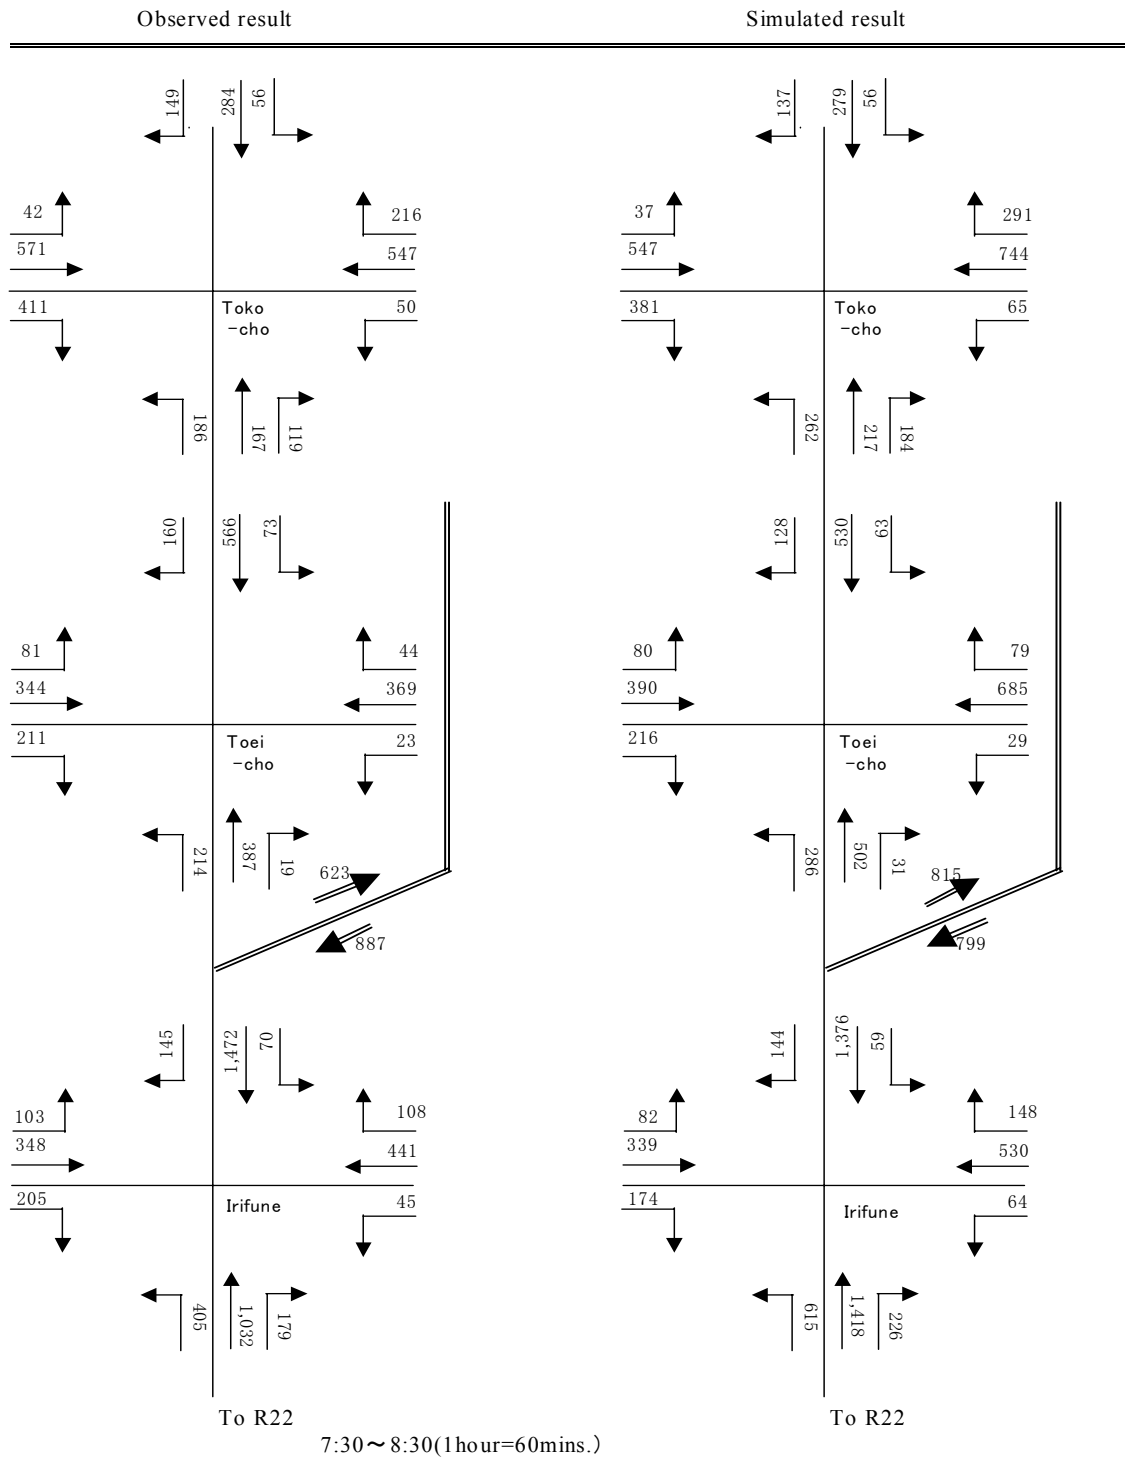 Observed result Simulated result
149 284 56 137 279 56
42 216 37 291
571 547 547 744
411 50 381 65
Toko Toko
-cho -cho
186 167 119 262 217 184
160 566 73 128 530 63
81 44 80 79
344 369 390 685
211 23 216 29
Toei Toei
-cho -cho
214 387 19 286 502 31
623 815
887 799
145 1,472 70 144 1,376 59
103 108 82 148
348 441 339 530
205 45 174 64
Irifune Irifune
405 1,032 179 615 1,418 226
To R22 To R22
7:30～8:30(1hour=60mins.）